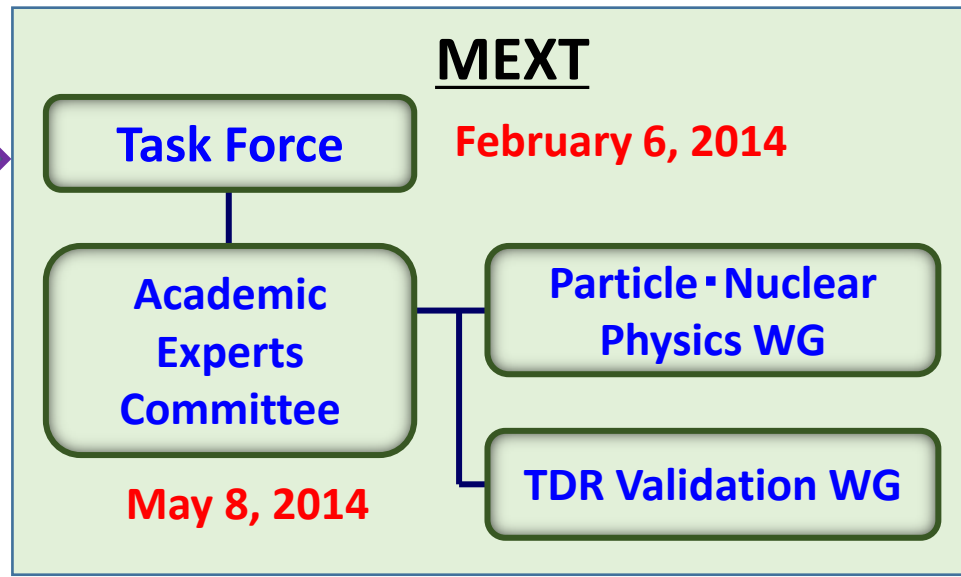 MEXT
Task Force
February 6, 2014
Academic
Experts
Committee
May 8, 2014
Particle・Nuclear
Physics WG
TDR Validation WG